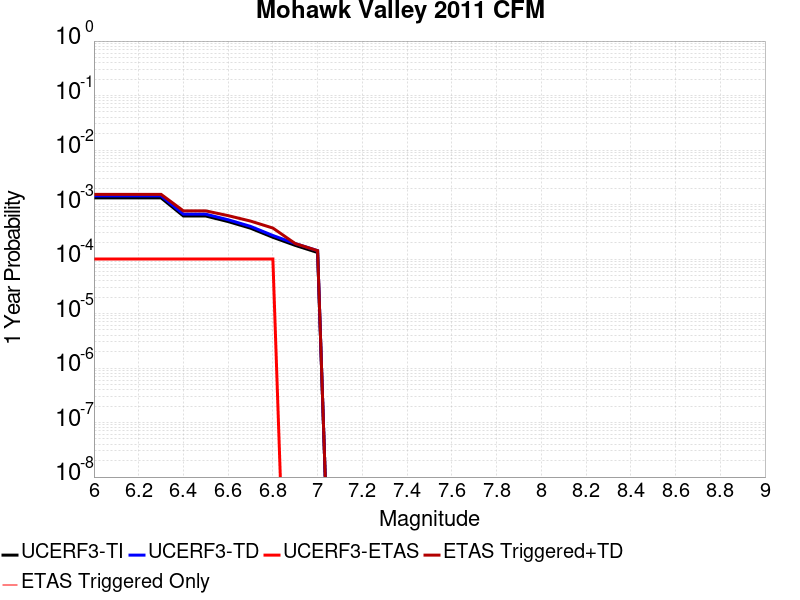 Mohawk Valley 2011 CFM
10^0
10^-1
10^-2
10^-3
10^-4
10^-5
10^-6
10^-7
10^-8
1 Year Probability
6 6.2 6.4 6.6 6.8 7 7.2 7.4 7.6 7.8 8 8.2 8.4 8.6 8.8 9
Magnitude
UCERF3-TI UCERF3-TD UCERF3-ETAS ETAS Triggered+TD
ETAS Triggered Only